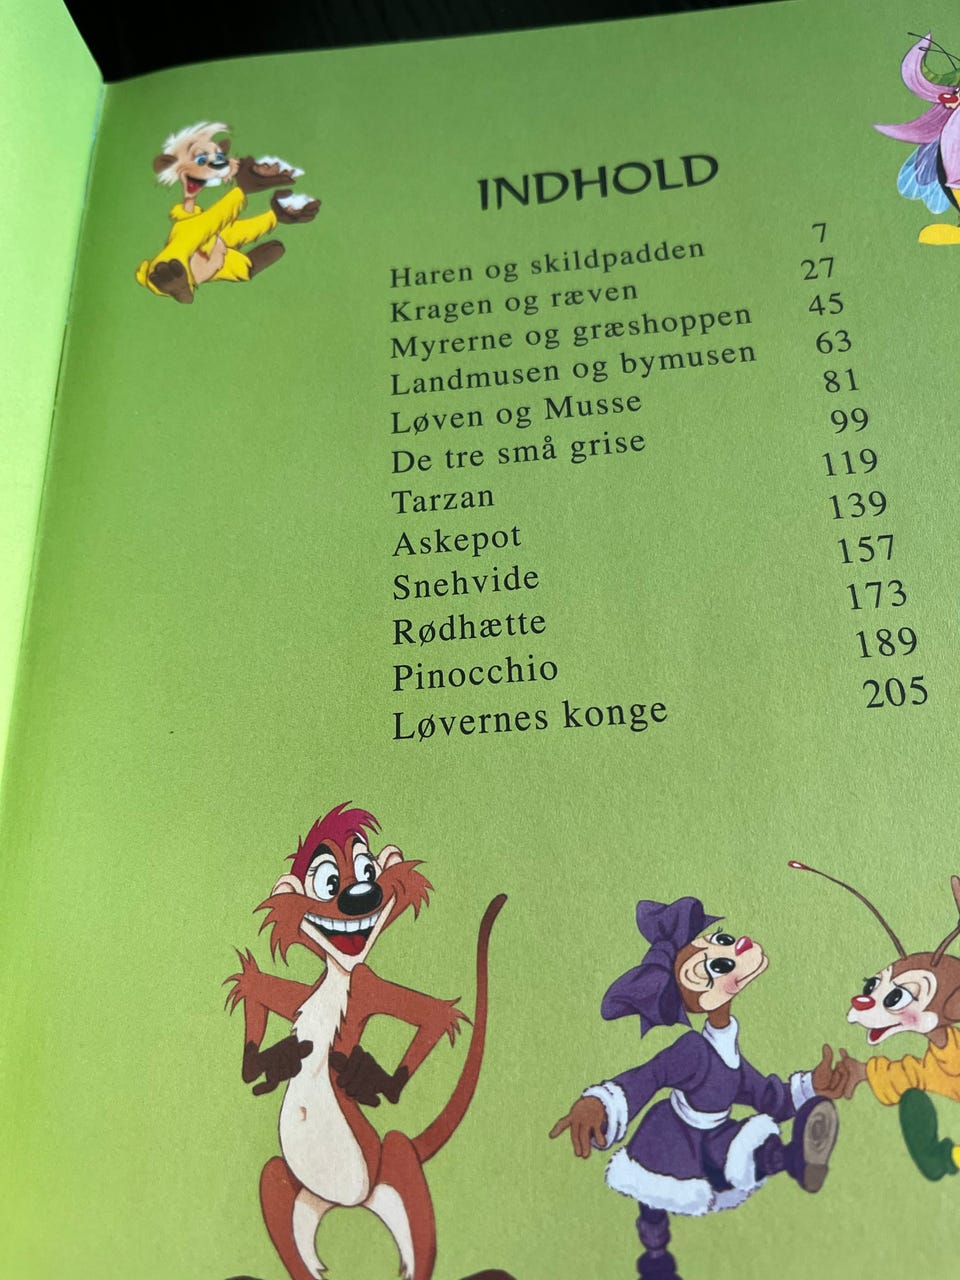 INDHOLD
Haren og skildpadden 7
Kragen og ræven 27
Myrerne og græshoppen 45
Landmusen og bymusen 63
Løven og Musse 81
De tre små grise 99
Tarzan 119
Askepot 139
Snehvide 157
Rødhætte 173
Pinocchio 189
Løvernes konge 205